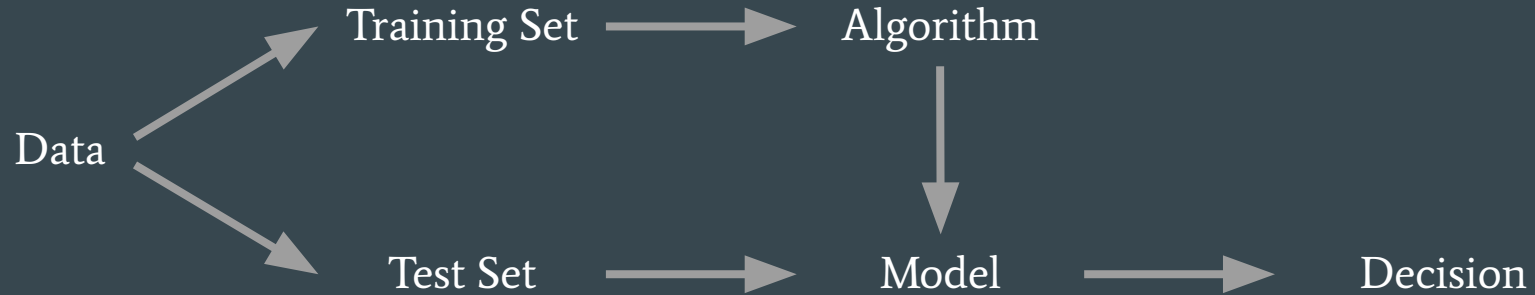 Training Set
Algorithm
Data
Test Set
Model
Decision